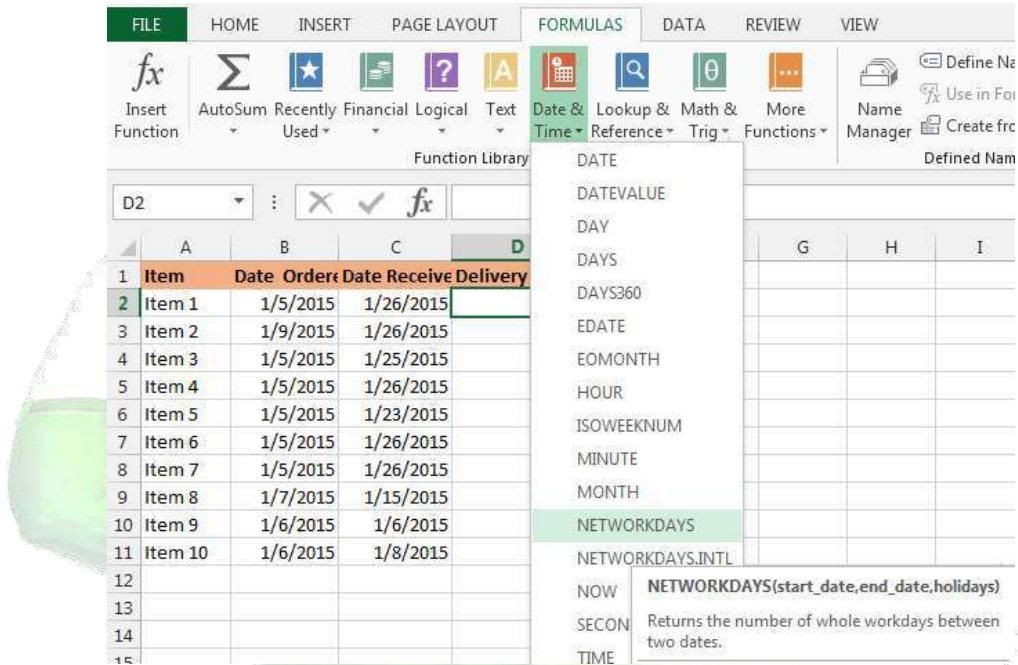 FILE HOME INSERT PAGE LAYOUT FORMULAS DATA REVIEW VIEW
fx Σ ? A θ
Insert Function
AutoSum
Recently Used
Financial
Logical
Text
Date & Time
Lookup & Reference
Math & Trig
More Functions
Name Manager
Define Na
fx Use in For
Create fro
Function Library
Defined Nam
D2 fx
A B C D G H I
1 Item Date Ordere Date Receive Delivery
2 Item 1 1/5/2015 1/26/2015
3 Item 2 1/9/2015 1/26/2015
4 Item 3 1/5/2015 1/25/2015
5 Item 4 1/5/2015 1/26/2015
6 Item 5 1/5/2015 1/23/2015
7 Item 6 1/5/2015 1/26/2015
8 Item 7 1/5/2015 1/26/2015
9 Item 8 1/7/2015 1/15/2015
10 Item 9 1/6/2015 1/6/2015
11 Item 10 1/6/2015 1/8/2015
12
13
14
15
DATE
DATEVALUE
DAY
DAYS
DAYS360
EDATE
EOMONTH
HOUR
ISOWEEKNUM
MINUTE
MONTH
NETWORKDAYS
NETWORKDAYS.INTL
NOW
SECON
TIME
NETWORKDAYS(start_date,end_date,holidays)
Returns the number of whole workdays between
two dates.